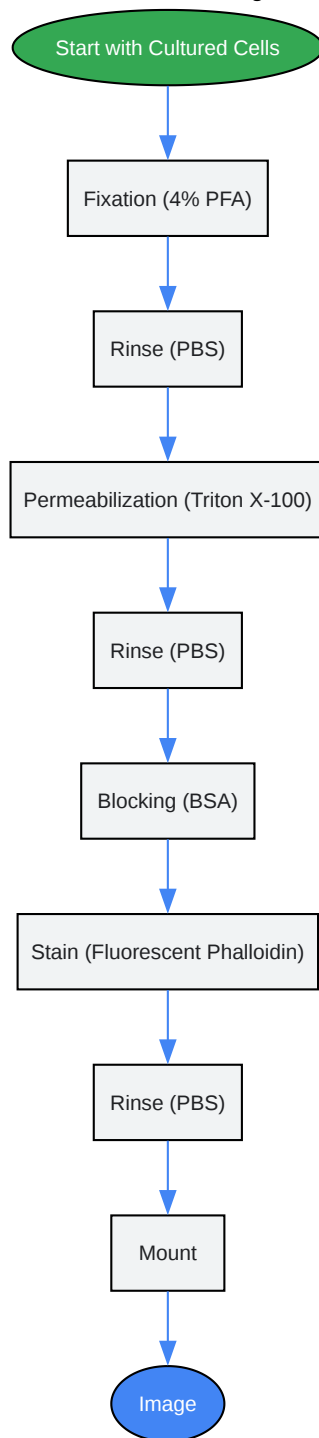 Start with Cultured Cells
Fixation (4% PFA)
Rinse (PBS)
Permeabilization (Triton X-100)
Rinse (PBS)
Blocking (BSA)
Stain (Fluorescent Phalloidin)
Rinse (PBS)
Mount
Image